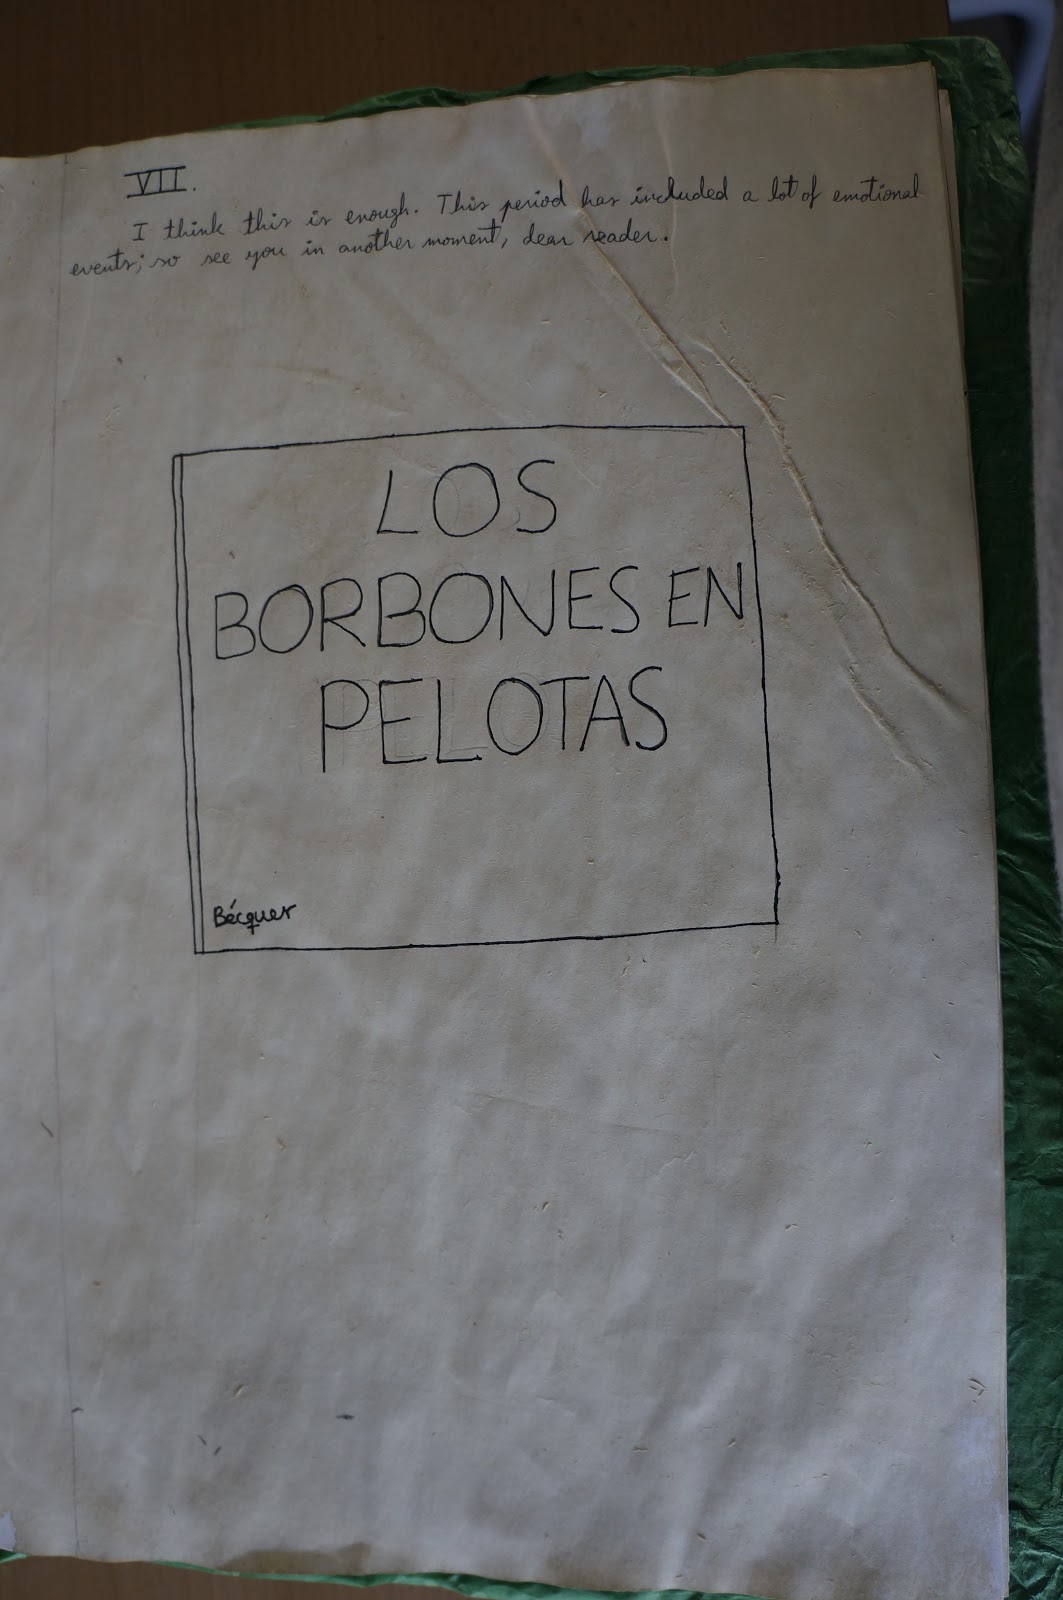 VII.
I think this is enough. This period has included a lot of emotional
events; so see you in another moment, dear reader.
LOS
BORBONES EN
PELOTAS
Bécquer